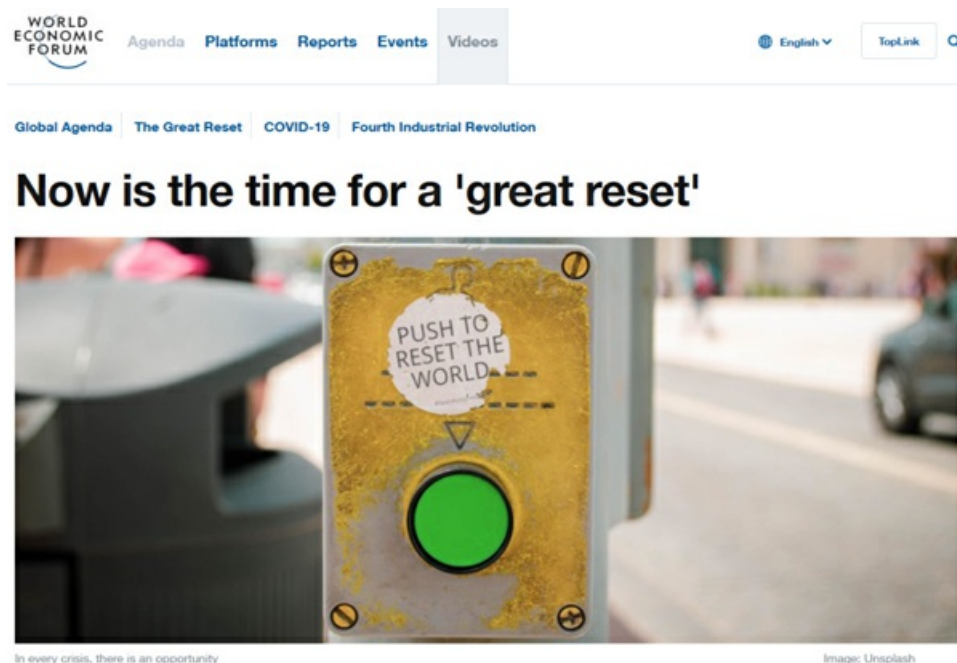 WORLD
ECONOMIC
FORUM
Agenda Platforms Reports Events Videos
English
TopLink
Global Agenda The Great Reset COVID-19 Fourth Industrial Revolution
Now is the time for a 'great reset'
PUSH TO
RESET THE
WORLD
In every crisis, there is an opportunity
Image: Unsplash